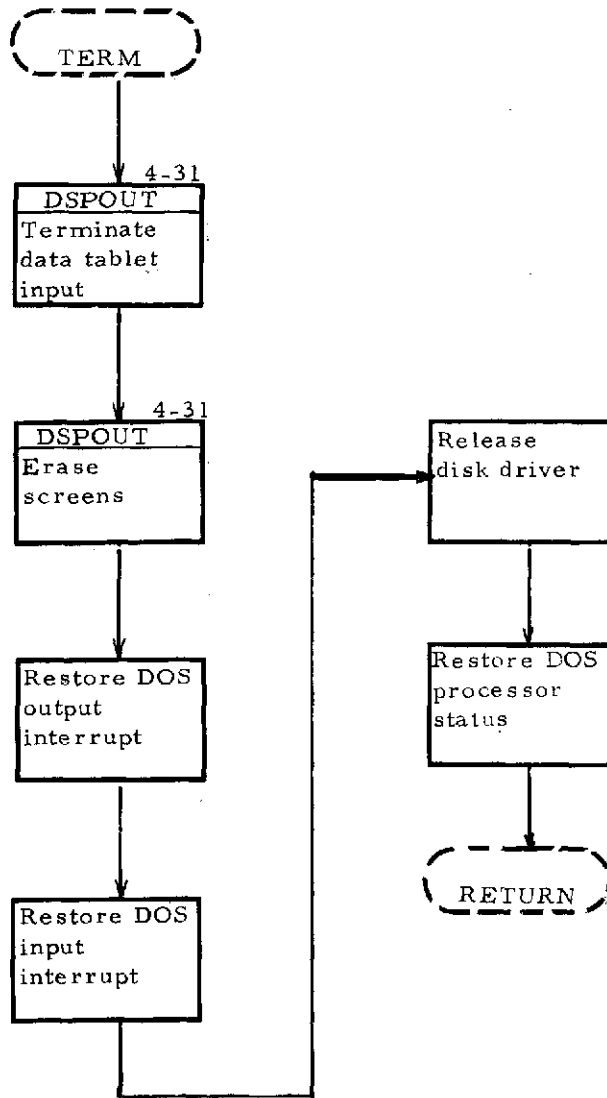 TERM
4-31
DSPOUT
Terminate
data tablet
input
4-31
DSPOUT
Erase
screens
Restore DOS
output
interrupt
Restore DOS
input
interrupt
Release
disk driver
Restore DOS
processor
status
RETURN